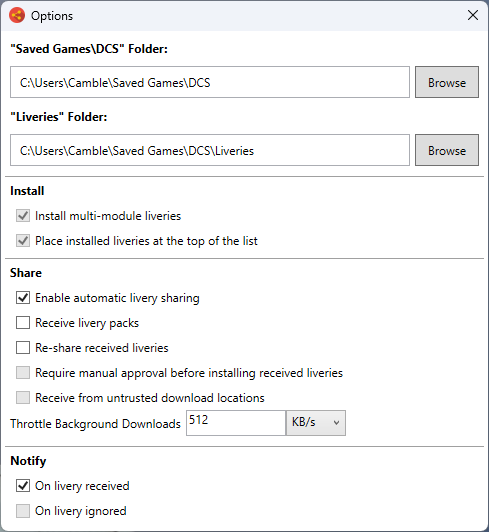 Options
"Saved Games\DCS" Folder:
C:\Users\Camble\Saved Games\DCS
Browse
"Liveries" Folder:
C:\Users\Camble\Saved Games\DCS\Liveries
Browse
Install
Install multi-module liveries
Place installed liveries at the top of the list
Share
Enable automatic livery sharing
Receive livery packs
Re-share received liveries
Require manual approval before installing received liveries
Receive from untrusted download locations
Throttle Background Downloads 512 KB/s
Notify
On livery received
On livery ignored